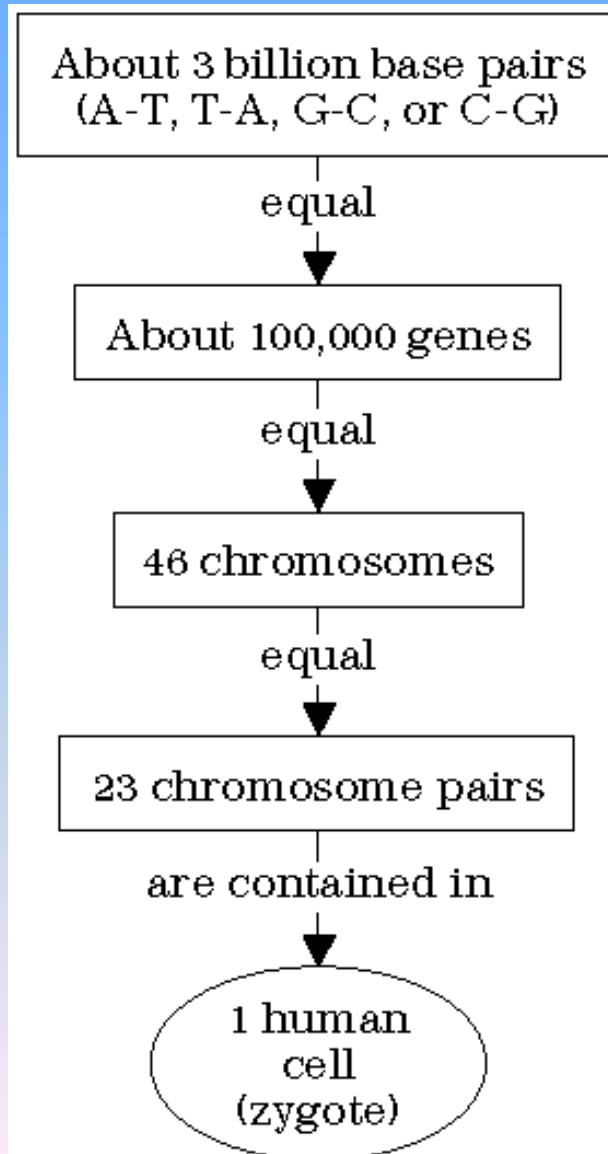 About 3 billion base pairs
(A-T, T-A, G-C, or C-G)
equal
About 100,000 genes
equal
46 chromosomes
equal
23 chromosome pairs
are contained in
1 human
cell
(zygote)